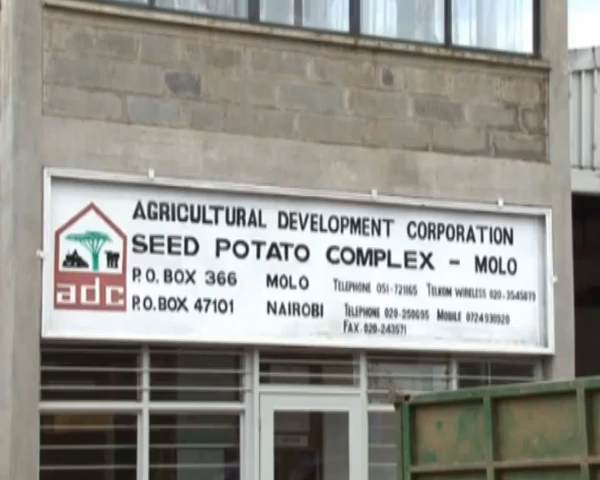 AGRICULTURAL DEVELOPMENT CORPORATION
SEED POTATO COMPLEX - MOLO
P.O. BOX 366 MOLO TELEPHONE 051-721165 TELKOM WIRELESS 020-3545879
P.O. BOX 47101 NAIROBI TELEPHONE 020-250695 MOBILE 0724930920
FAX. 020-243571
adc